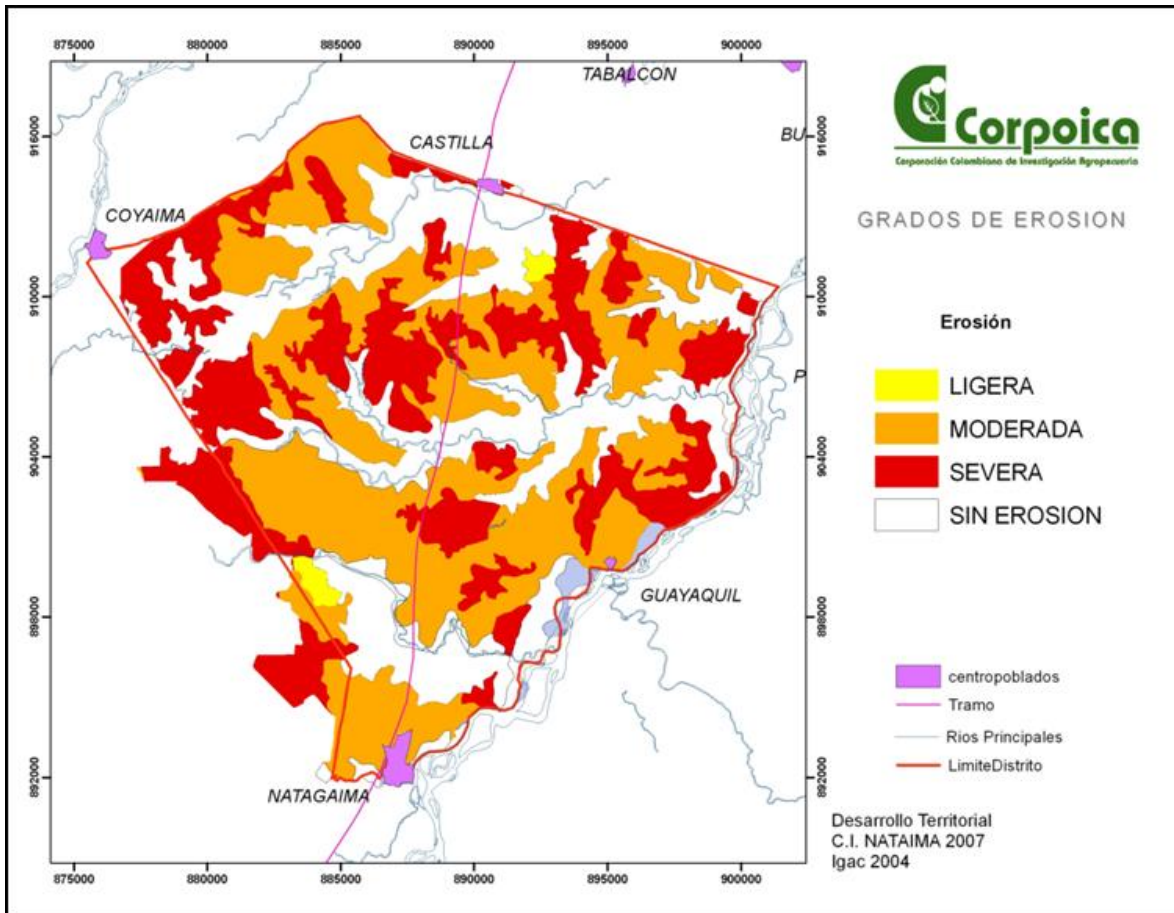 875000 880000 885000 890000 895000 900000
TABALCON
916000 916000
BU
CASTILLA
COYAIMA
910000 910000
P
904000 904000
GUAYAQUIL
898000 898000
NATAGAIMA
892000 892000
875000 880000 885000 890000 895000 900000
Corpoica
Corporación Colombiana de Investigación Agropecuaria
GRADOS DE EROSION
Erosión
LIGERA
MODERADA
SEVERA
SIN EROSION
centropoblados
Tramo
Rios Principales
LimiteDistrito
Desarrollo Territorial
C.I. NATAIMA 2007
Igac 2004